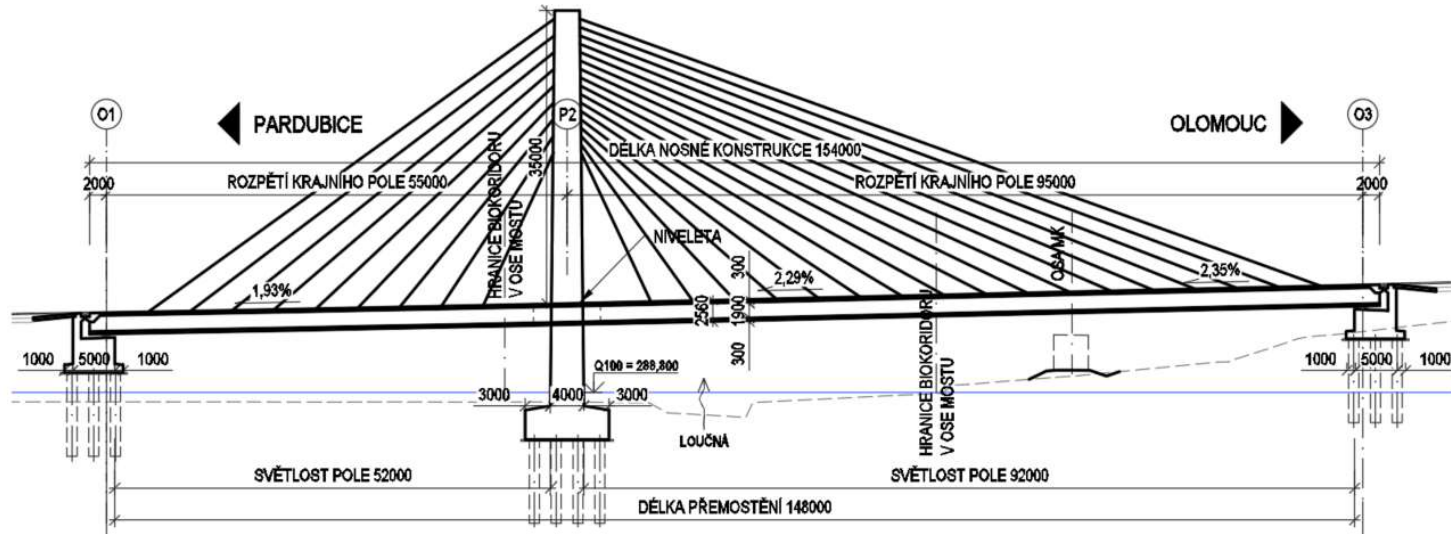 O1
P2
O3
PARDUBICE
OLOMOUC
35000
DÉLKA NOSNÉ KONSTRUKCE 154000
2000
ROZPĚTÍ KRAJNÍHO POLE 55000
ROZPĚTÍ KRAJNÍHO POLE 95000
2000
HRANICE BIOKORIDORU
V OSE MOSTU
NIVELETA
OSA MK
1,93%
2,29%
2,35%
300
2560
1900
300
HRANICE BIOKORIDORU
V OSE MOSTU
1000
5000
1000
Q100 = 288,800
3000
4000
3000
LOUČNÁ
1000
5000
1000
SVĚTLOST POLE 52000
SVĚTLOST POLE 92000
DÉLKA PŘEMOSTĚNÍ 148000